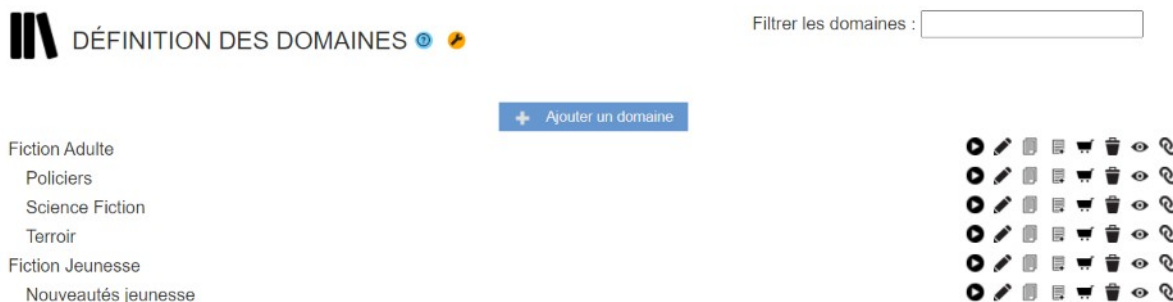 Filtrer les domaines :
DÉFINITION DES DOMAINES
Ajouter un domaine
Fiction Adulte
Policiers
Science Fiction
Terroir
Fiction Jeunesse
Nouveautés jeunesse